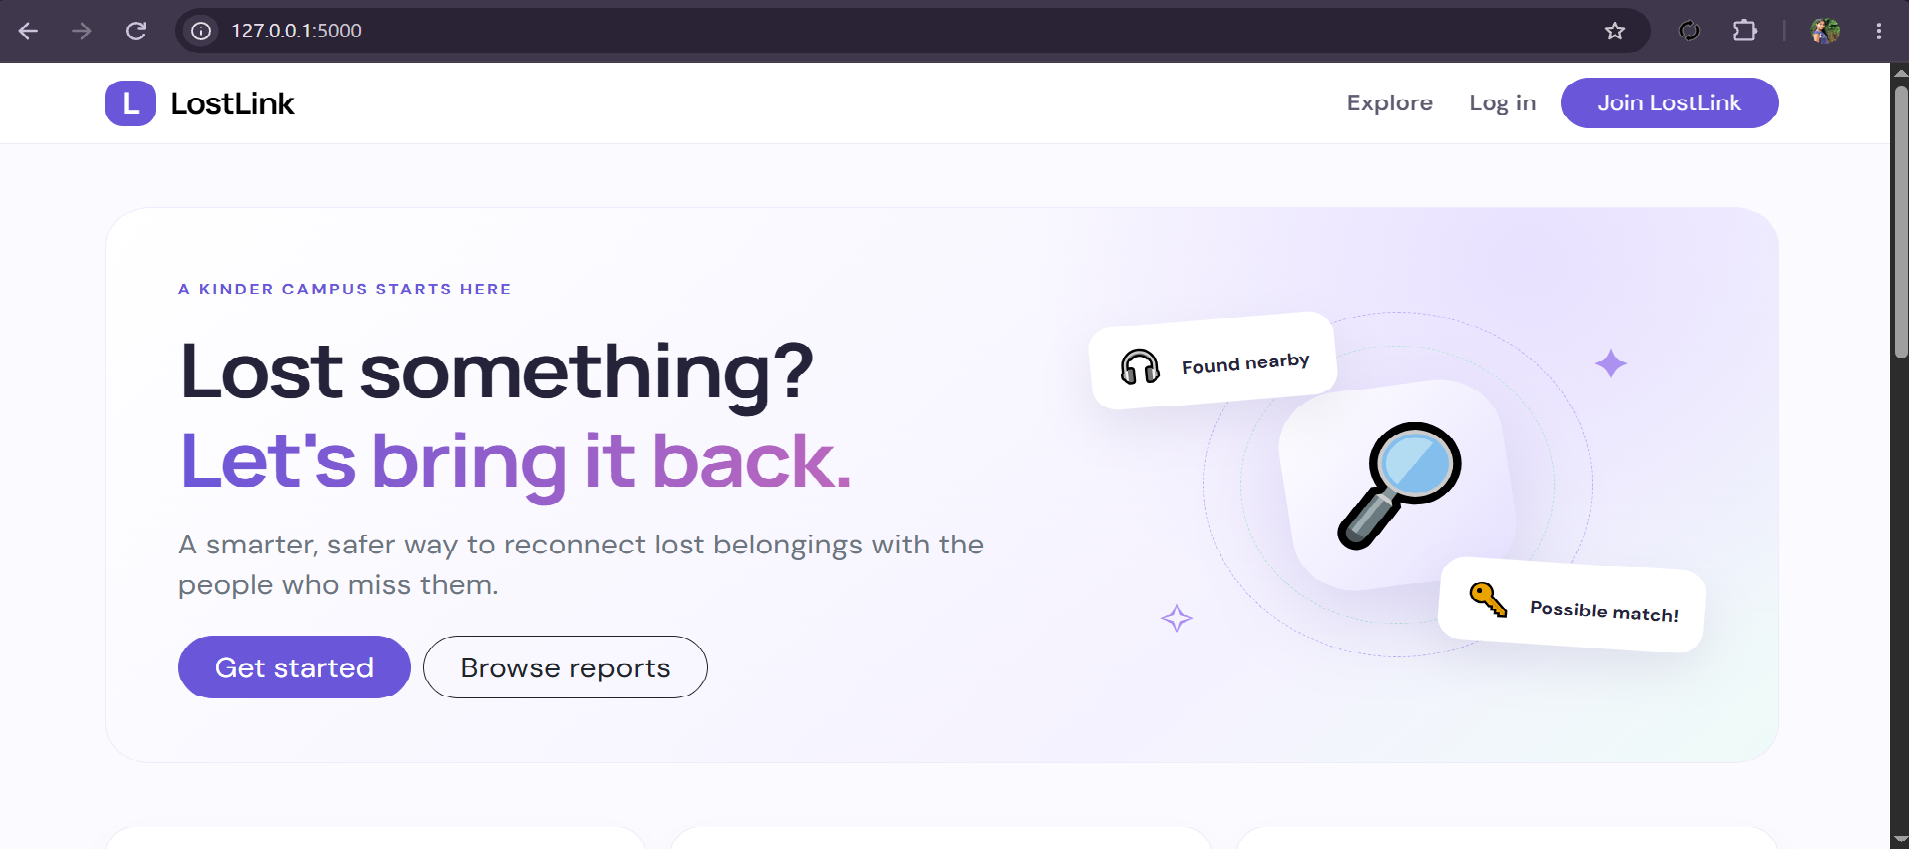 127.0.0.1:5000
L LostLink
Explore Log in Join LostLink
A KINDER CAMPUS STARTS HERE
Lost something?
Let's bring it back.
A smarter, safer way to reconnect lost belongings with the
people who miss them.
Get started Browse reports
Found nearby
Possible match!